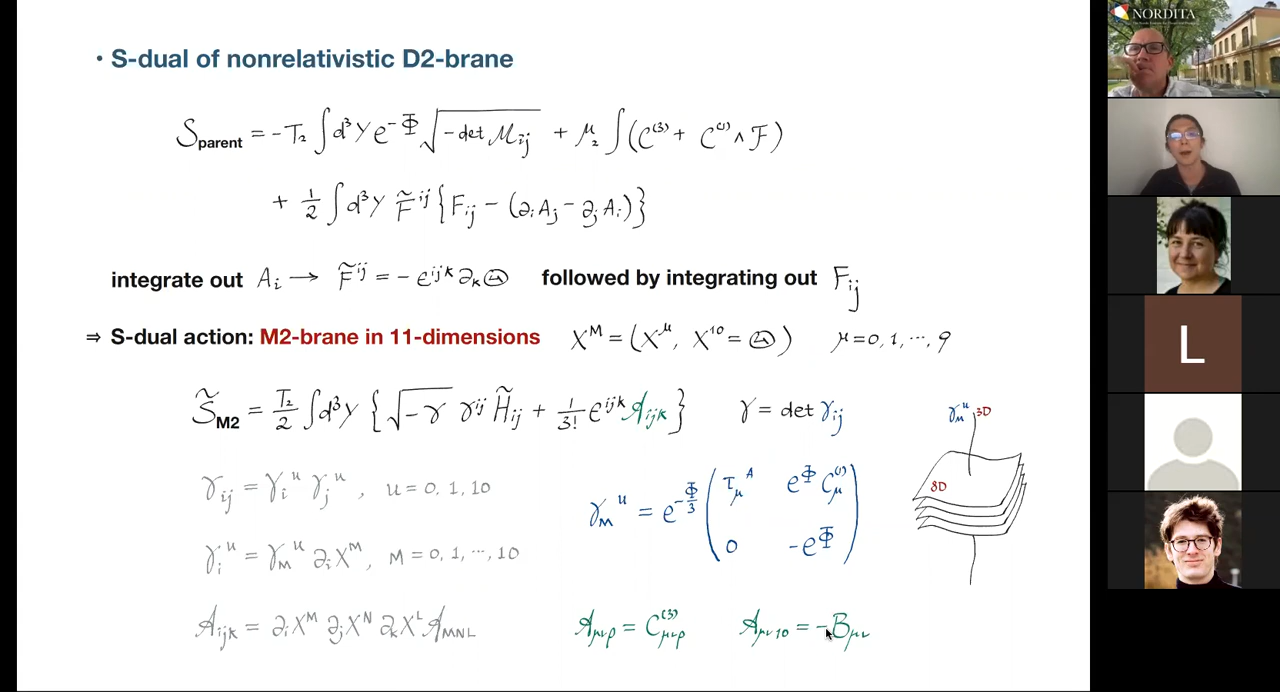 • S-dual of nonrelativistic D2-brane
S_parent = -T₂ ∫d³Y e^{-Φ} √(-det M_ij) + μ₂ ∫(C⁽³⁾ + C⁽¹⁾ ∧ F)
+ 1/2 ∫d³Y F̃^{ij} {F_ij - (∂_i A_j - ∂_j A_i)}
integrate out A_i → F̃^{ij} = -ϵ^{ijk} ∂_k Θ followed by integrating out F_ij
⇒ S-dual action: M2-brane in 11-dimensions X^M = (X^μ, X^{10} = Θ) μ = 0, 1, ..., 9
S̃_M2 = T₂/2 ∫d³Y {√-γ γ^{ij} H̃_ij + 1/3! ϵ^{ijk} A_ijk} γ = det γ_ij
γ_M^u 3D
8D
γ_ij = γ_i^u γ_j^u, u = 0, 1, 10
γ_M^u = e^{-Φ/3} ( τ_μ^A e^Φ C_μ^{(1)} 
0 -e^Φ )
γ_i^u = γ_M^u ∂_i X^M, M = 0, 1, ..., 10
A_ijk = ∂_i X^M ∂_j X^N ∂_k X^L A_MNL A_μνρ = C_μνρ^{(3)} A_μν10 = -B_μν
NORDITA
L